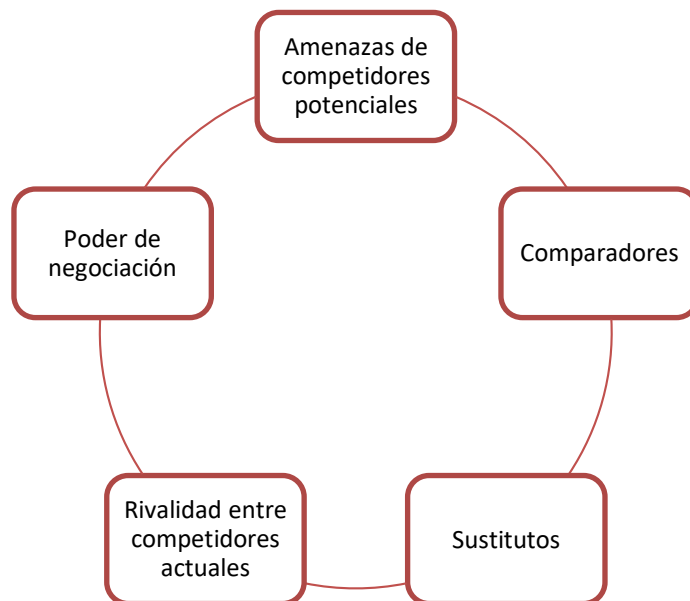 Amenazas de
competidores
potenciales
Comparadores
Sustitutos
Rivalidad entre
competidores
actuales
Poder de
negociación